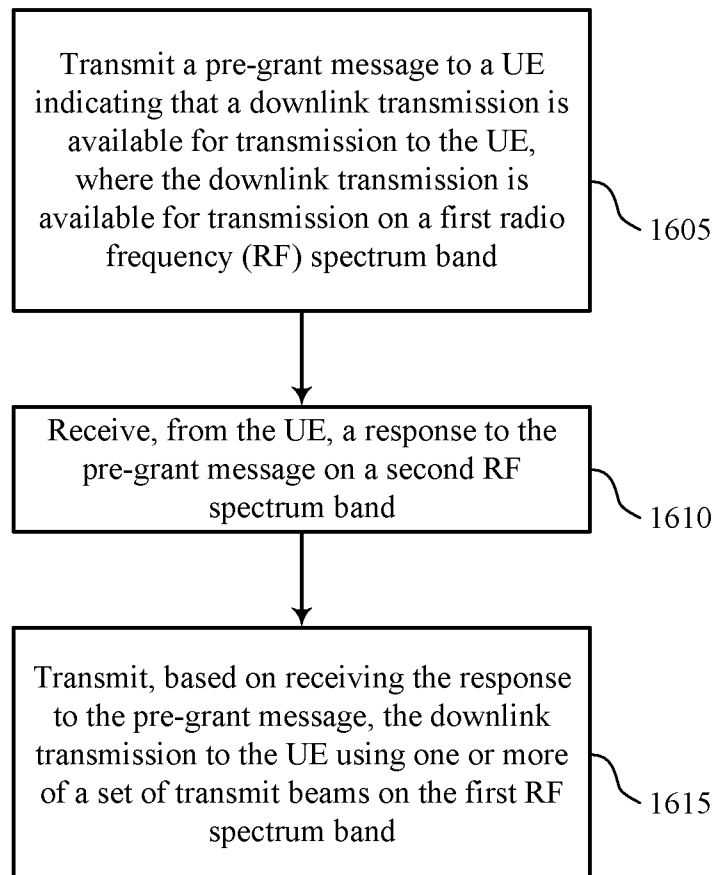 Transmit a pre-grant message to a UE
indicating that a downlink transmission is
available for transmission to the UE,
where the downlink transmission is
available for transmission on a first radio
frequency (RF) spectrum band
1605
Receive, from the UE, a response to the
pre-grant message on a second RF
spectrum band
1610
Transmit, based on receiving the response
to the pre-grant message, the downlink
transmission to the UE using one or more
of a set of transmit beams on the first RF
spectrum band
1615